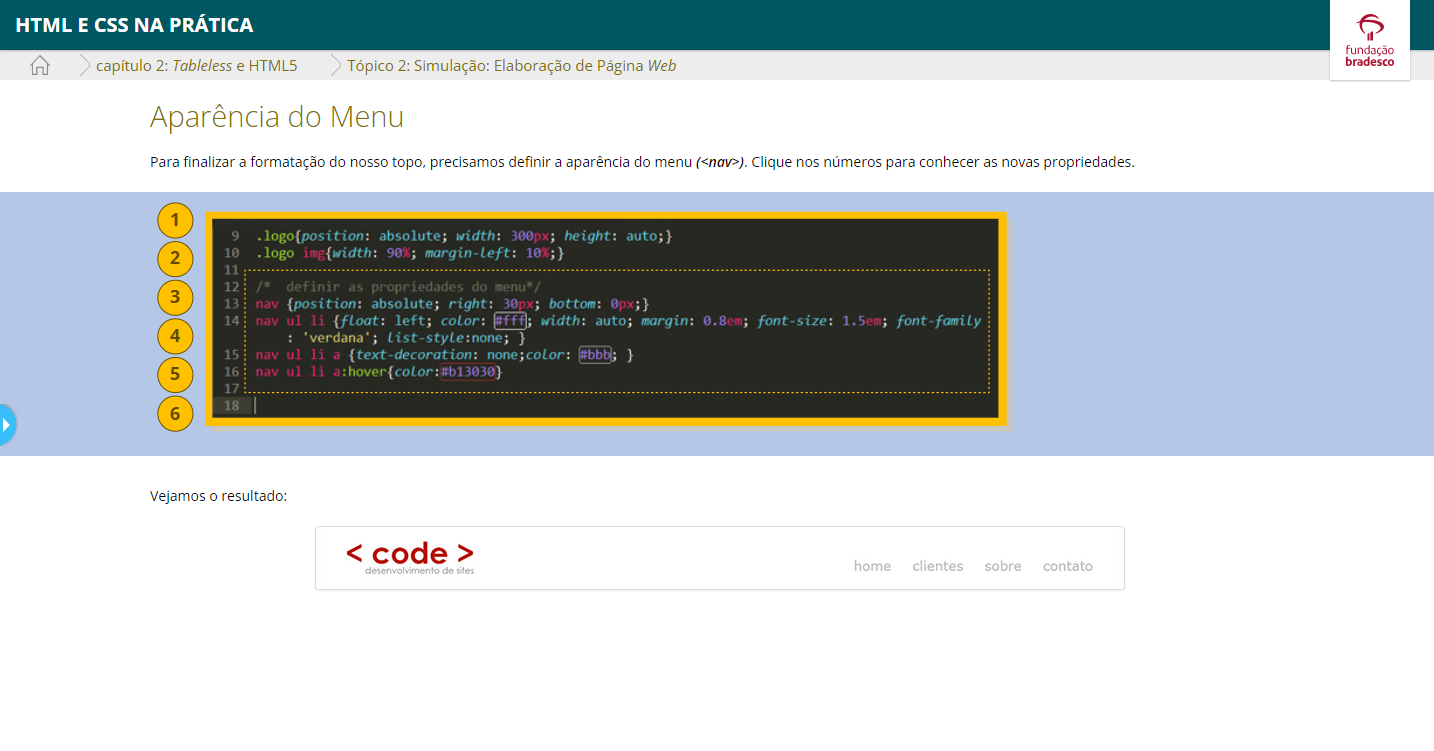 HTML E CSS NA PRÁTICA
fundação
bradesco
capítulo 2: Tableless e HTML5 Tópico 2: Simulação: Elaboração de Página Web
Aparência do Menu
Para finalizar a formatação do nosso topo, precisamos definir a aparência do menu (<nav>). Clique nos números para conhecer as novas propriedades.
1
2
3
4
5
6
9 .logo{position: absolute; width: 300px; height: auto;}
10 .logo img{width: 90%; margin-left: 10%;}
11
12 /* definir as propriedades do menu*/
13 nav {position: absolute; right: 30px; bottom: 0px;}
14 nav ul li {float: left; color: #fff; width: auto; margin: 0.8em; font-size: 1.5em; font-family
: 'verdana'; list-style:none; }
15 nav ul li a {text-decoration: none;color: #bbb; }
16 nav ul li a:hover{color:#b13030}
17
18
Vejamos o resultado:
< code >
desenvolvimento de sites
home clientes sobre contato